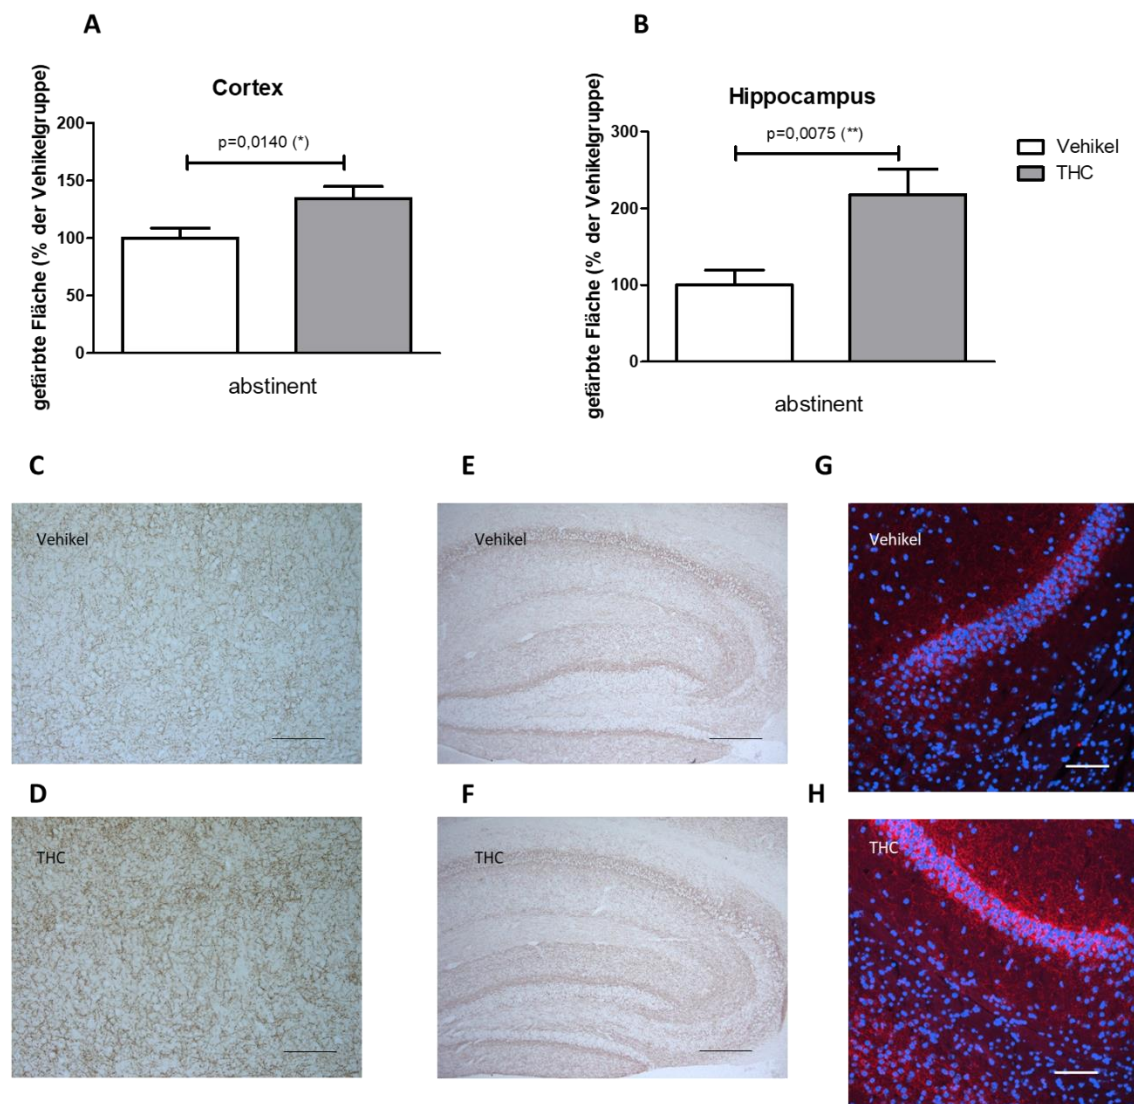 A
Cortex
gefärbte Fläche (% der Vehikelgruppe)
200
150
100
50
0
p=0,0140 (*)
abstinent
B
Hippocampus
gefärbte Fläche (% der Vehikelgruppe)
300
200
100
0
p=0,0075 (**)
abstinent
Vehikel
THC
C
Vehikel
E
Vehikel
G
Vehikel
D
THC
F
THC
H
THC